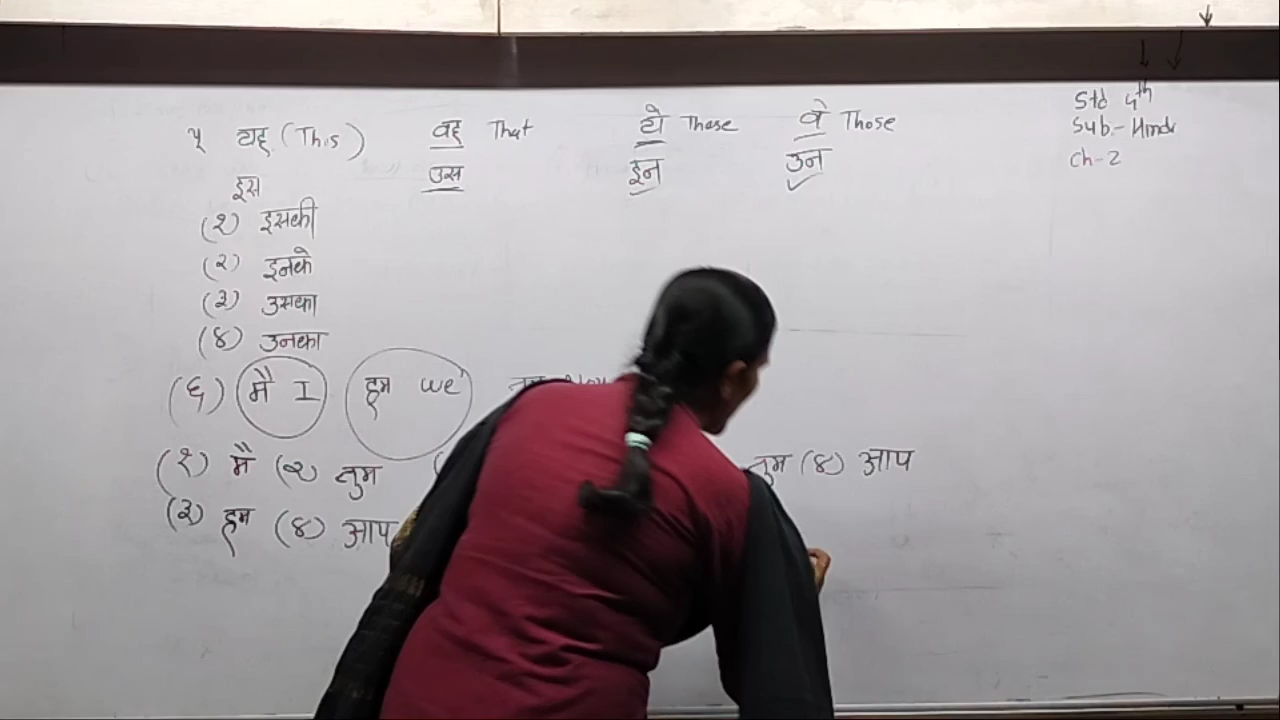 ५ यह (This) वह That ये These वे Those
इस उस इन उन
(१) इसकी
(२) इनके
(३) उसका
(४) उनका
(६) मैं I हम we
(१) मै (२) तुम तुम (४) आप
(३) हम (४) आप
Std 4th
Sub.- Hindi
Ch-2